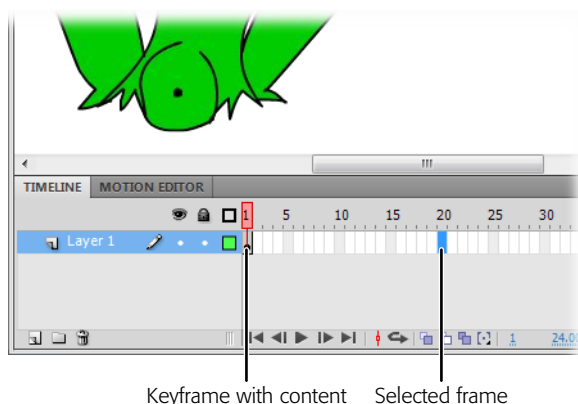 TIMELINE MOTION EDITOR
1 5 10 15 20 25 30
Layer 1
1 24.00
Keyframe with content Selected frame